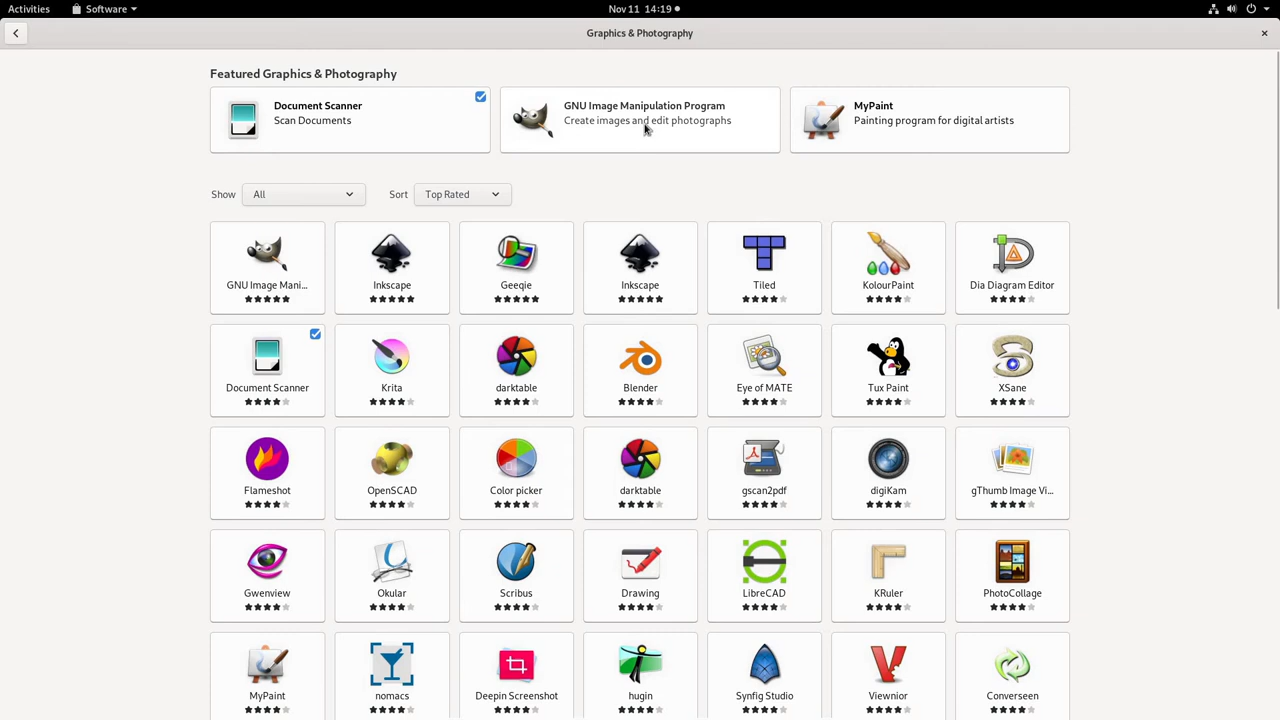 Activities
Software
Nov 11 14:19
Graphics & Photography
Featured Graphics & Photography
Document Scanner
Scan Documents
GNU Image Manipulation Program
Create images and edit photographs
MyPaint
Painting program for digital artists
Show
All
Sort
Top Rated
GNU Image Mani...
Inkscape
Geeqie
Inkscape
Tiled
KolourPaint
Dia Diagram Editor
Document Scanner
Krita
darktable
Blender
Eye of MATE
Tux Paint
XSane
Flameshot
OpenSCAD
Color picker
darktable
gscan2pdf
digiKam
gThumb Image Vi...
Gwenview
Okular
Scribus
Drawing
LibreCAD
KRuler
PhotoCollage
MyPaint
nomacs
Deepin Screenshot
hugin
Synfig Studio
Viewnior
Converseen